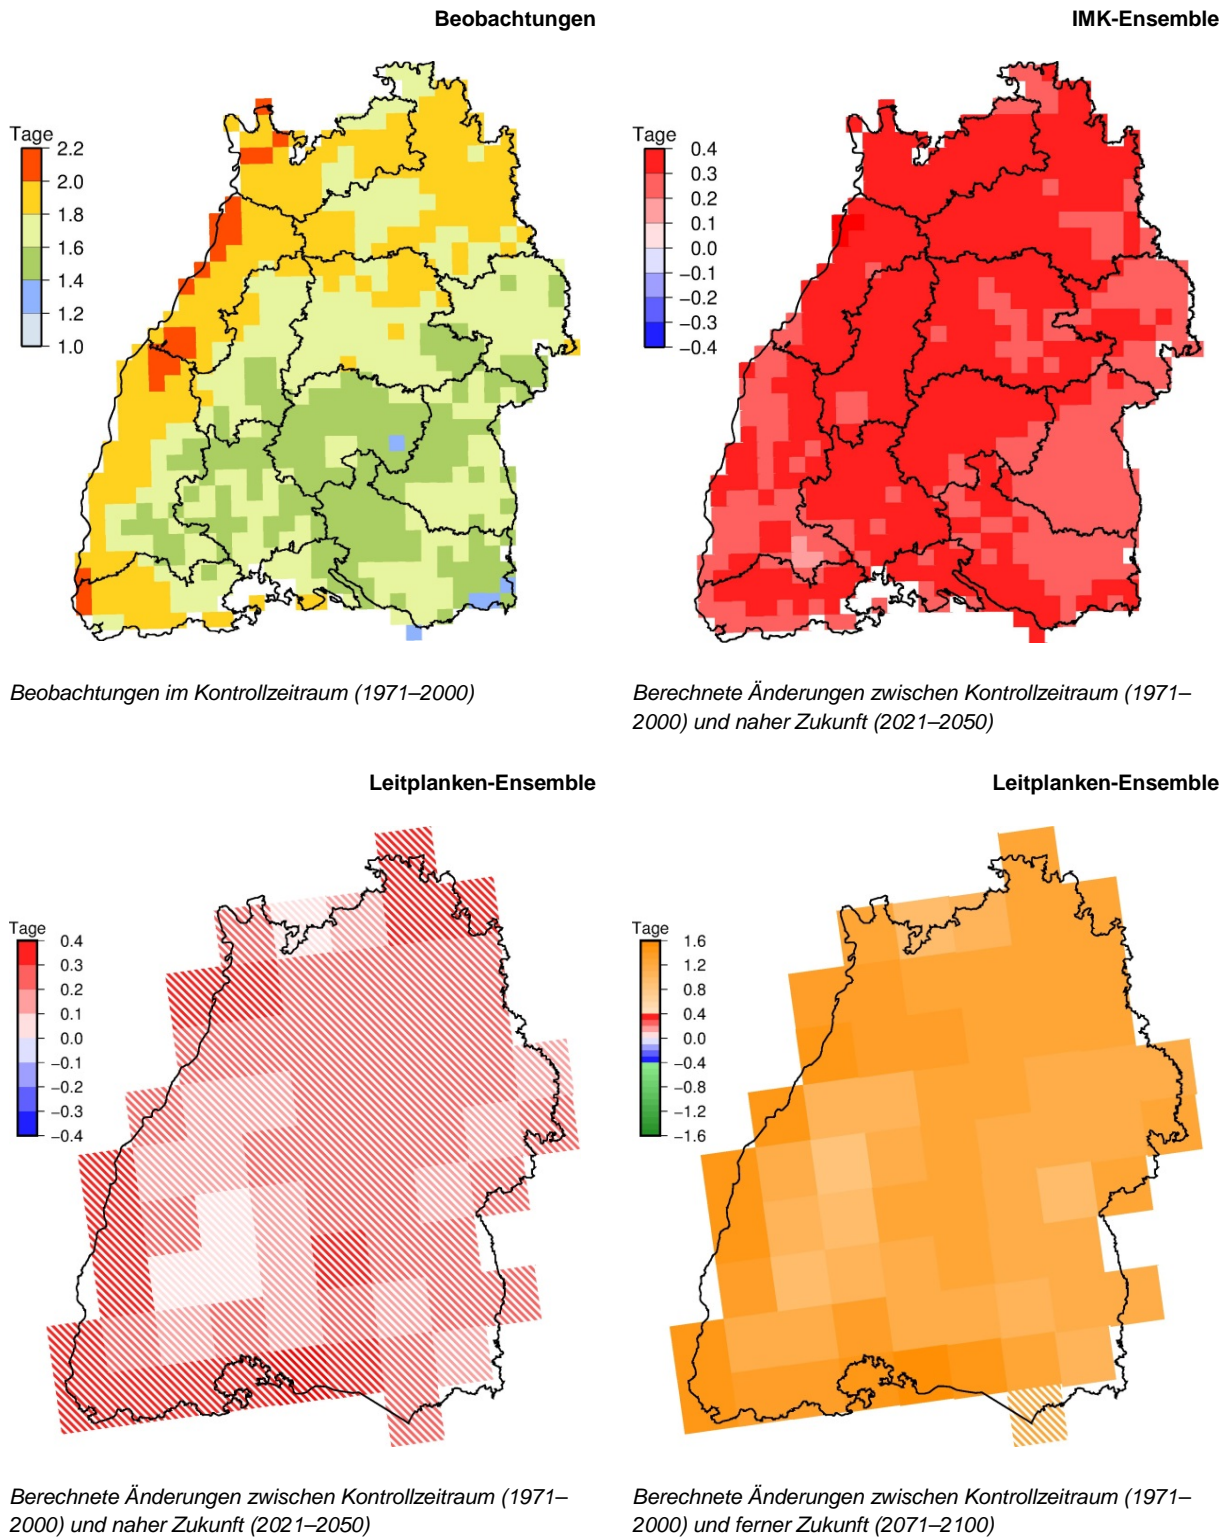 Beobachtungen
Tage
2.2
2.0
1.8
1.6
1.4
1.2
1.0
Beobachtungen im Kontrollzeitraum (1971–2000)
IMK-Ensemble
Tage
0.4
0.3
0.2
0.1
0.0
−0.1
−0.2
−0.3
−0.4
Berechnete Änderungen zwischen Kontrollzeitraum (1971–
2000) und naher Zukunft (2021–2050)
Leitplanken-Ensemble
Tage
0.4
0.3
0.2
0.1
0.0
−0.1
−0.2
−0.3
−0.4
Berechnete Änderungen zwischen Kontrollzeitraum (1971–
2000) und naher Zukunft (2021–2050)
Leitplanken-Ensemble
Tage
1.6
1.2
0.8
0.4
0.0
−0.4
−0.8
−1.2
−1.6
Berechnete Änderungen zwischen Kontrollzeitraum (1971–
2000) und ferner Zukunft (2071–2100)